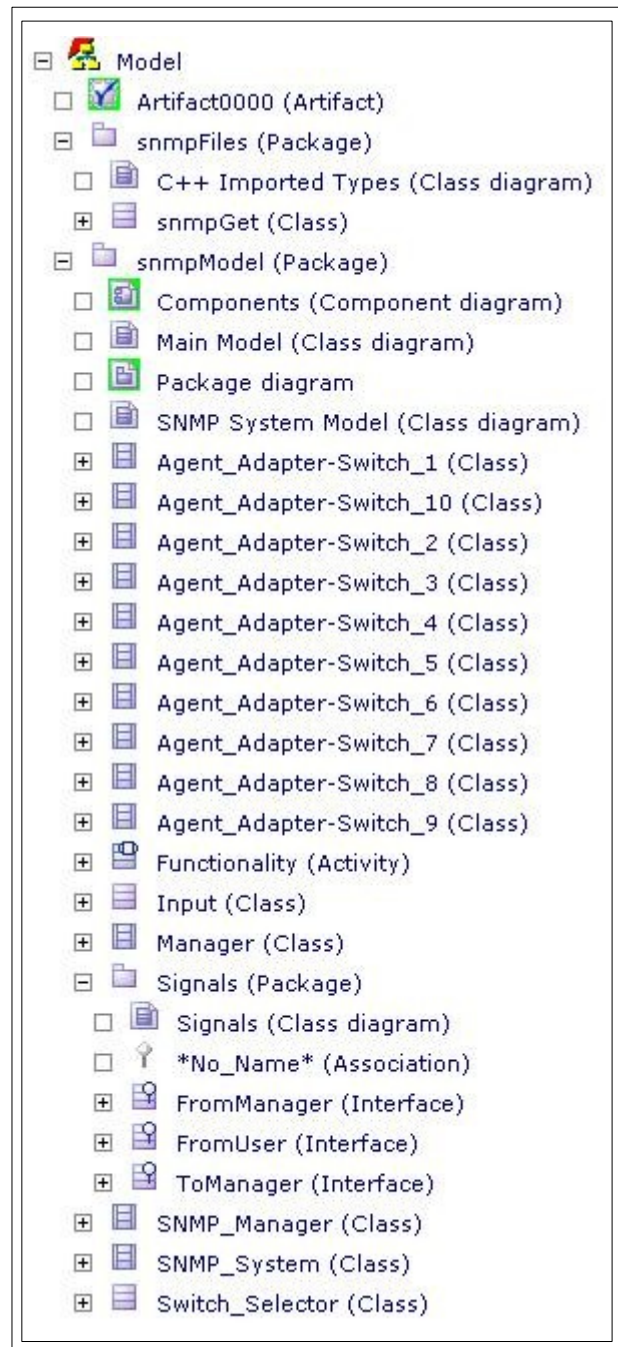 Model
Artifact0000 (Artifact)
snmpFiles (Package)
C++ Imported Types (Class diagram)
snmpGet (Class)
snmpModel (Package)
Components (Component diagram)
Main Model (Class diagram)
Package diagram
SNMP System Model (Class diagram)
Agent_Adapter-Switch_1 (Class)
Agent_Adapter-Switch_10 (Class)
Agent_Adapter-Switch_2 (Class)
Agent_Adapter-Switch_3 (Class)
Agent_Adapter-Switch_4 (Class)
Agent_Adapter-Switch_5 (Class)
Agent_Adapter-Switch_6 (Class)
Agent_Adapter-Switch_7 (Class)
Agent_Adapter-Switch_8 (Class)
Agent_Adapter-Switch_9 (Class)
Functionality (Activity)
Input (Class)
Manager (Class)
Signals (Package)
Signals (Class diagram)
*No_Name* (Association)
FromManager (Interface)
FromUser (Interface)
ToManager (Interface)
SNMP_Manager (Class)
SNMP_System (Class)
Switch_Selector (Class)